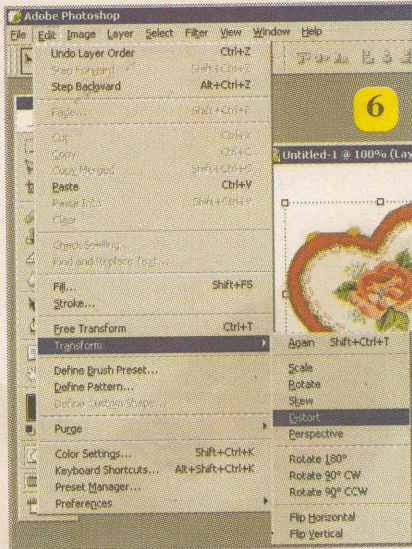 Adobe Photoshop
File Edit Image Layer Select Filter View Window Help
Undo Layer Order Ctrl+Z
Step Forward Shift+Ctrl+Z
Step Backward Alt+Ctrl+Z
Fade... Shift+Ctrl+F
6
Cut Ctrl+X
Copy Ctrl+C
Copy Merged Shift+Ctrl+C
Paste Ctrl+V
Paste Into Shift+Ctrl+V
Clear
Untitled-1 @ 100% (Lay
Check Spelling...
Find and Replace Text...
Fill... Shift+F5
Stroke...
Free Transform Ctrl+T
Transform
Again Shift+Ctrl+T
Scale
Rotate
Skew
Distort
Perspective
Rotate 180°
Rotate 90° CW
Rotate 90° CCW
Flip Horizontal
Flip Vertical
Define Brush Preset...
Define Pattern...
Define Custom Shape...
Purge
Color Settings... Shift+Ctrl+K
Keyboard Shortcuts... Alt+Shift+Ctrl+K
Preset Manager...
Preferences